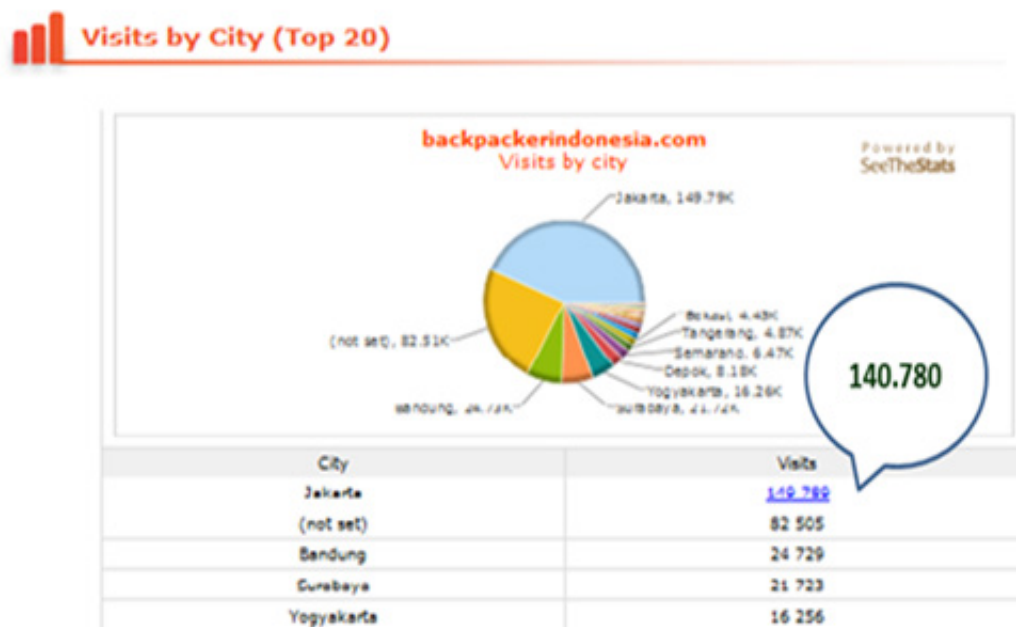 Visits by City (Top 20)
backpackerindonesia.com
Visits by city
Powered by
SeeTheStats
Jakarta, 149.79K
(not set), 82.51K
Bekasi, 4.43K
Tangerang, 4.87K
Semarang, 6.47K
Depok, 8.18K
Yogyakarta, 16.26K
Bandung, 24.73K
Surabaya, 21.72K
140.780
City Visits
Jakarta 149 789
(not set) 82 505
Bandung 24 729
Surabaya 21 723
Yogyakarta 16 256